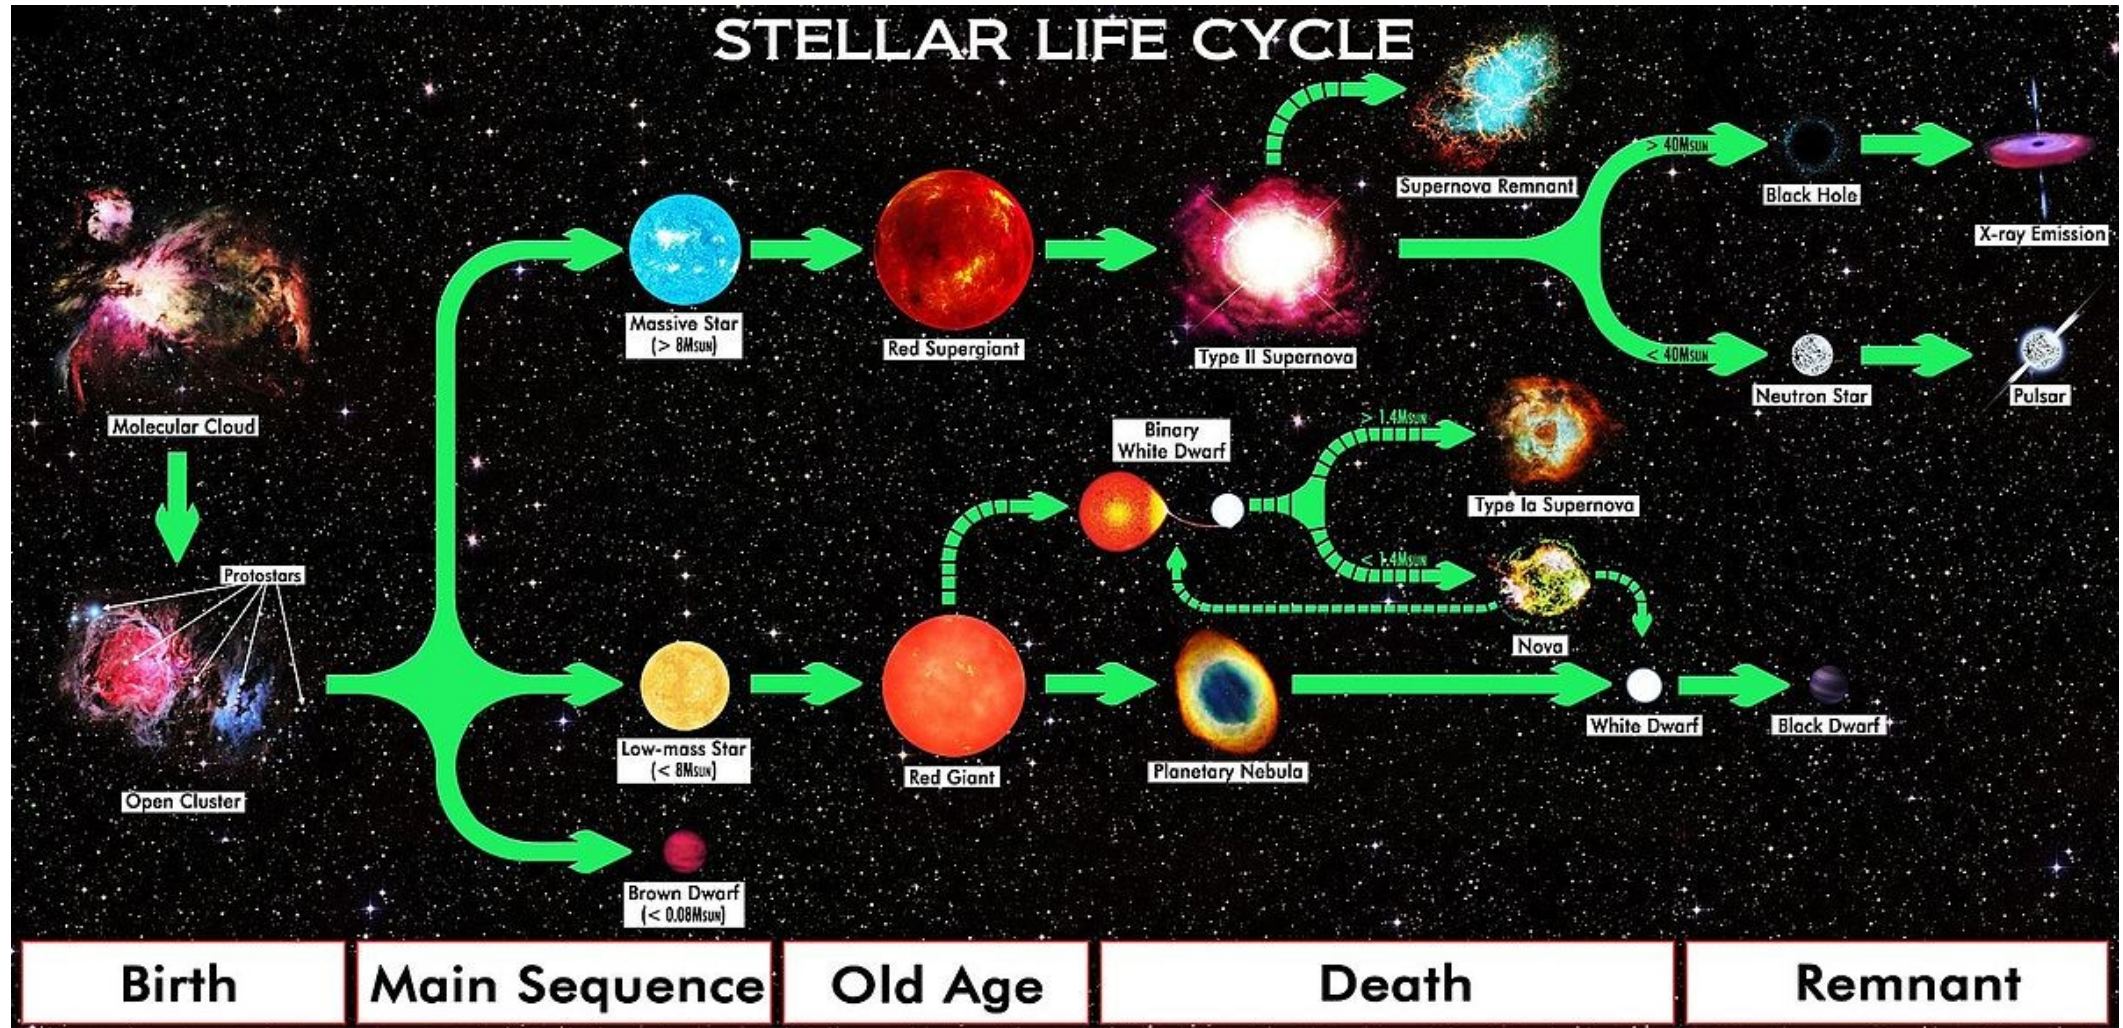 STELLAR LIFE CYCLE
Supernova Remnant
> 40MSUN
Black Hole
X-ray Emission
Massive Star
(> 8MSUN)
Red Supergiant
Type II Supernova
< 40MSUN
Neutron Star
Pulsar
Molecular Cloud
Binary
White Dwarf
> 1.4MSUN
Type Ia Supernova
Protostars
< 1.4MSUN
Nova
Low-mass Star
(< 8MSUN)
Red Giant
Planetary Nebula
White Dwarf
Black Dwarf
Open Cluster
Brown Dwarf
(< 0.08MSUN)
Birth
Main Sequence
Old Age
Death
Remnant